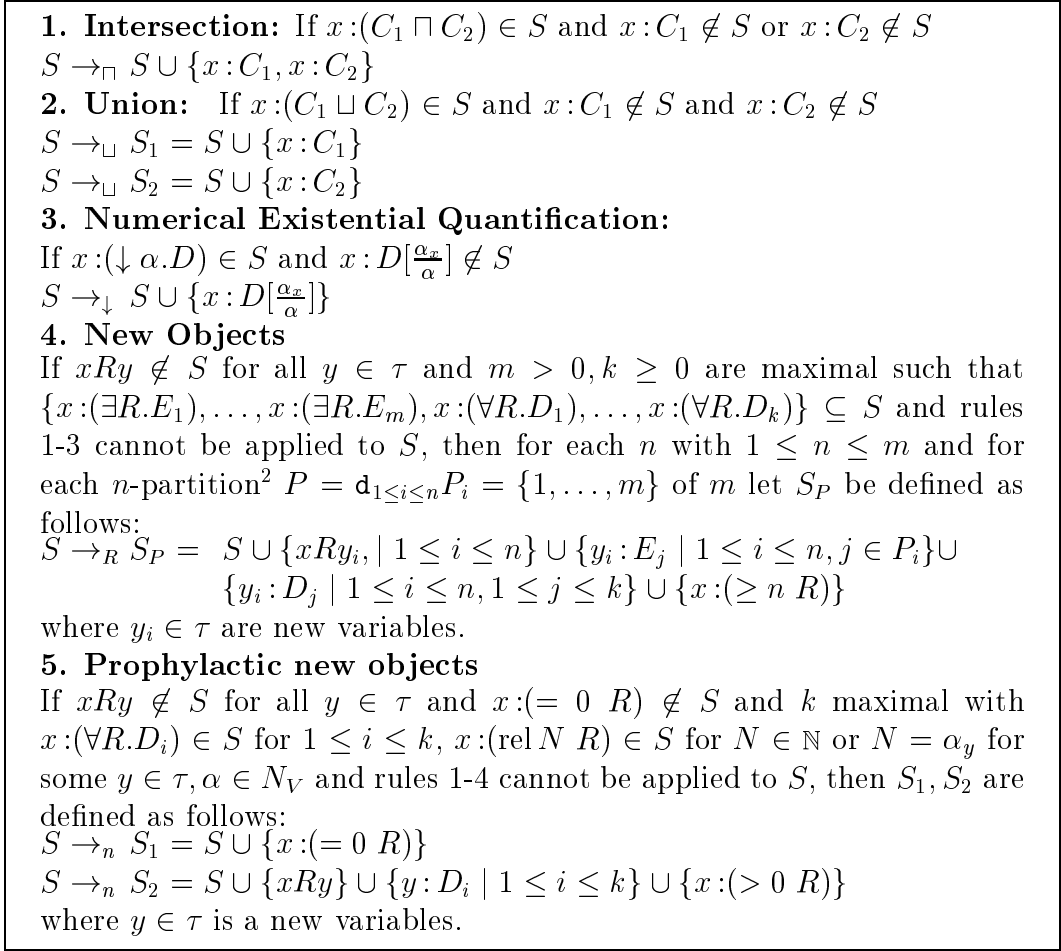 1. Intersection: If x:(C₁ ⊓ C₂) ∈ S and x:C₁ ∉ S or x:C₂ ∉ S
S →⊓ S ∪ {x:C₁, x:C₂}
2. Union: If x:(C₁ ⊔ C₂) ∈ S and x:C₁ ∉ S and x:C₂ ∉ S
S →⊔ S₁ = S ∪ {x:C₁}
S →⊔ S₂ = S ∪ {x:C₂}
3. Numerical Existential Quantification:
If x:(↓ α.D) ∈ S and x:D[αₓ/α] ∉ S
S →↓ S ∪ {x:D[αₓ/α]}
4. New Objects
If xRy ∉ S for all y ∈ τ and m > 0, k ≥ 0 are maximal such that
{x:(∃R.E₁), …, x:(∃R.Eₘ), x:(∀R.D₁), …, x:(∀R.Dₖ)} ⊆ S and rules
1-3 cannot be applied to S, then for each n with 1 ≤ n ≤ m and for
each n-partition² P = d₁≤ᵢ≤ₙPᵢ = {1, …, m} of m let S_P be defined as
follows:
S →_R S_P = S ∪ {xRyᵢ, | 1 ≤ i ≤ n} ∪ {yᵢ:Eⱼ | 1 ≤ i ≤ n, j ∈ Pᵢ}∪
{yᵢ:Dⱼ | 1 ≤ i ≤ n, 1 ≤ j ≤ k} ∪ {x:(≥ n R)}
where yᵢ ∈ τ are new variables.
5. Prophylactic new objects
If xRy ∉ S for all y ∈ τ and x:(= 0 R) ∉ S and k maximal with
x:(∀R.Dᵢ) ∈ S for 1 ≤ i ≤ k, x:(rel N R) ∈ S for N ∈ ℕ or N = α_y for
some y ∈ τ, α ∈ N_V and rules 1-4 cannot be applied to S, then S₁, S₂ are
defined as follows:
S →ₙ S₁ = S ∪ {x:(= 0 R)}
S →ₙ S₂ = S ∪ {xRy} ∪ {y:Dᵢ | 1 ≤ i ≤ k} ∪ {x:(> 0 R)}
where y ∈ τ is a new variables.